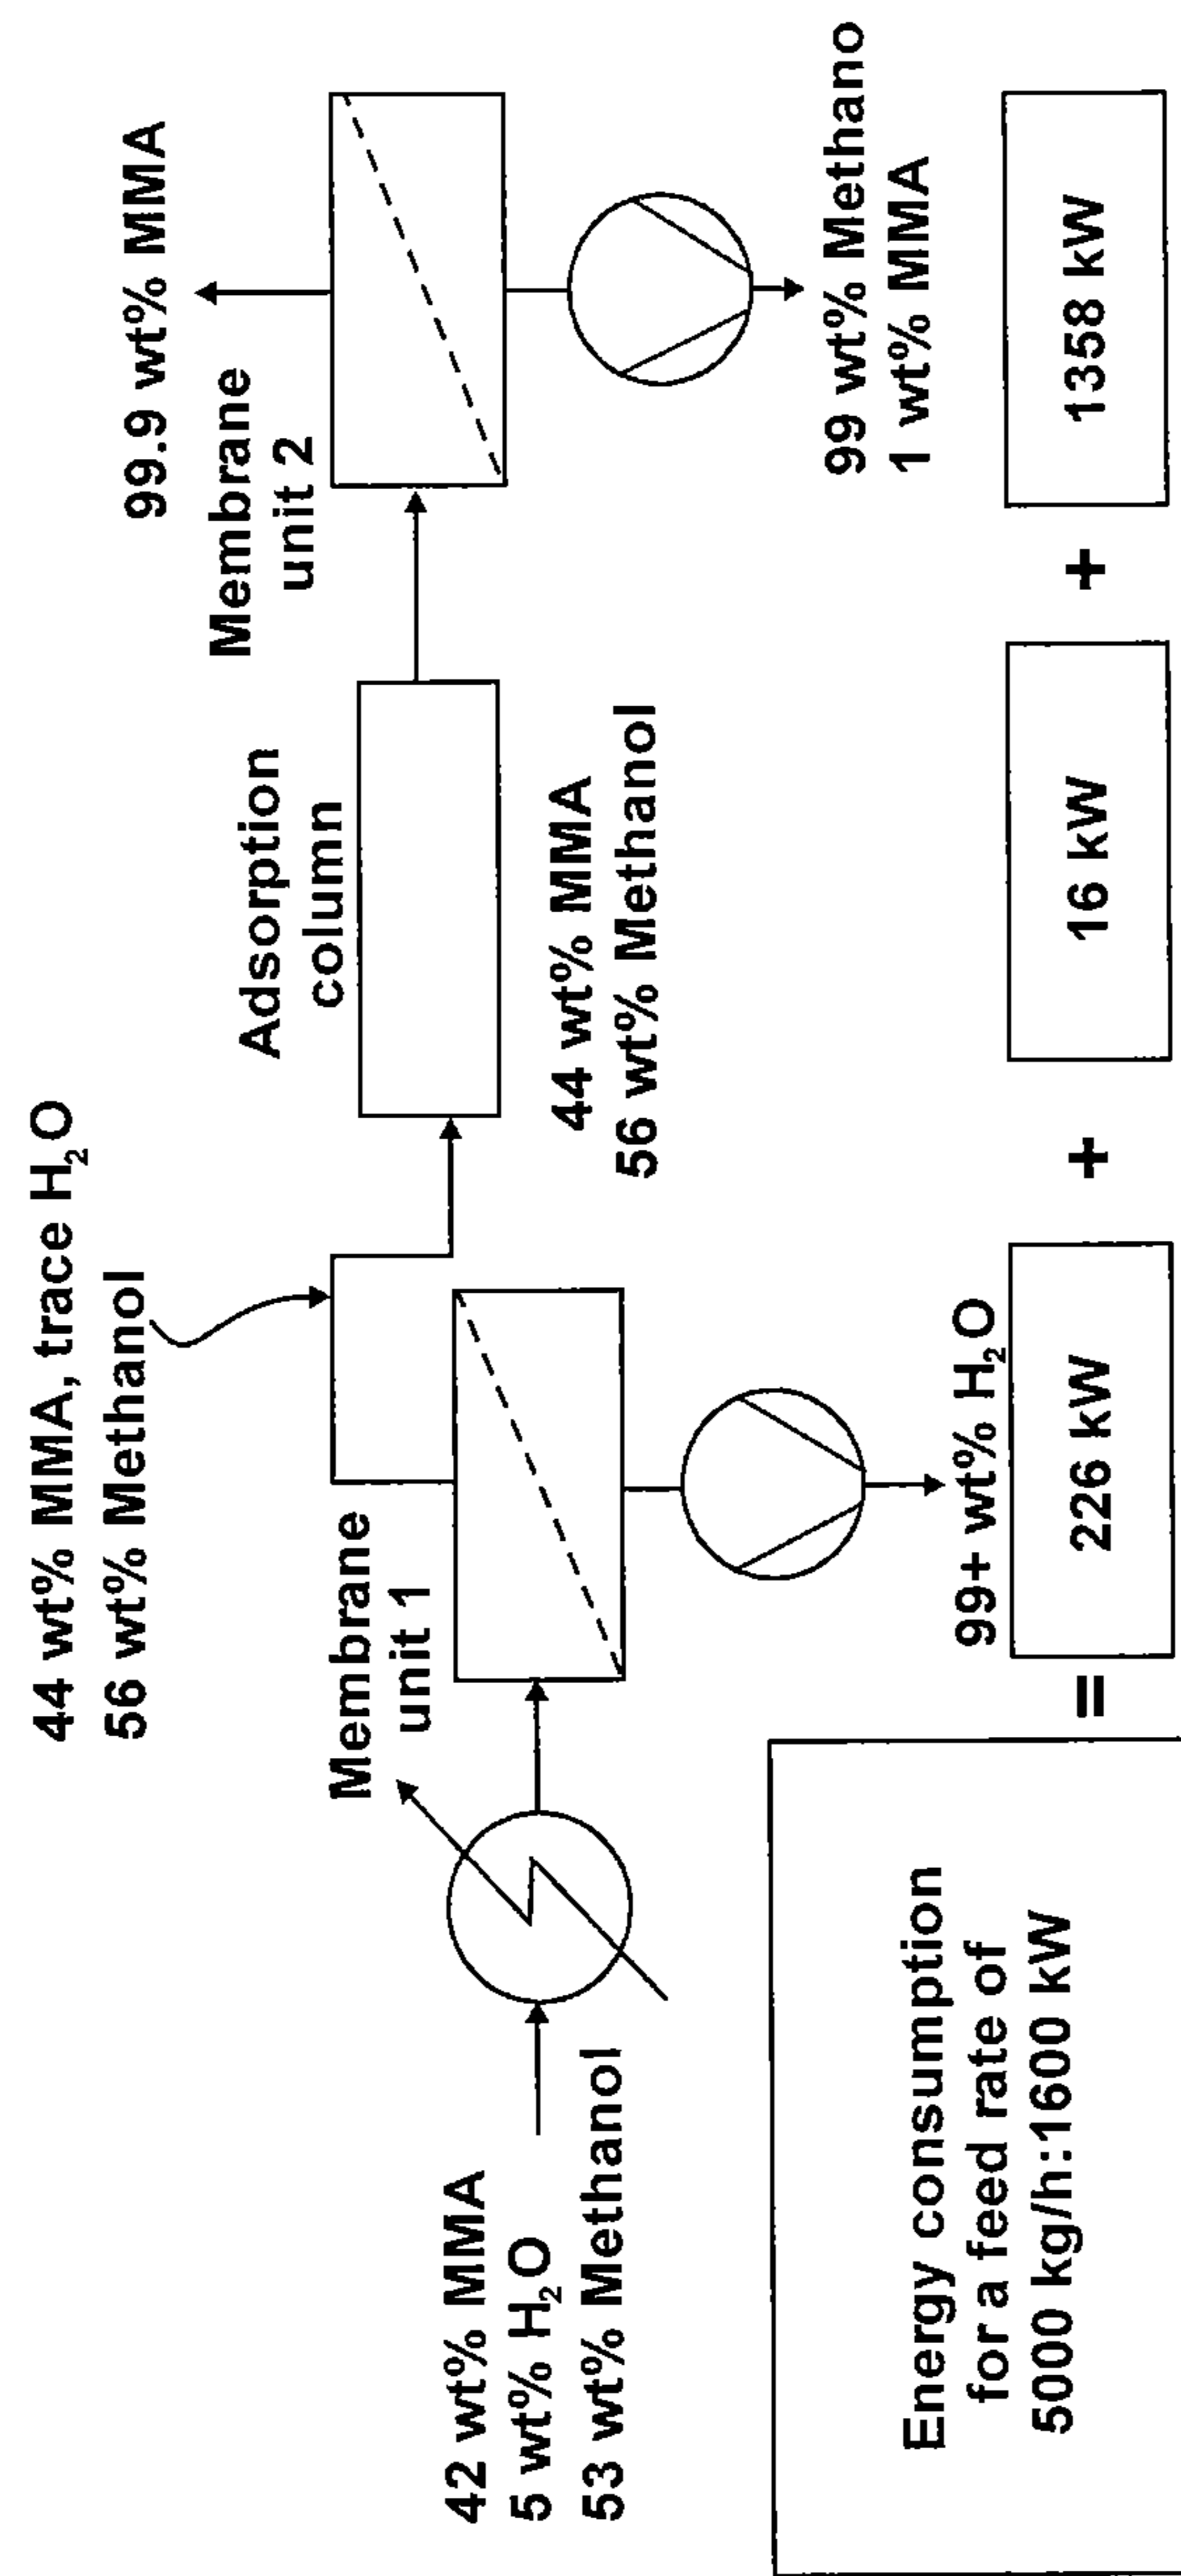 42 wt% MMA
5 wt% H₂O
53 wt% Methanol
Membrane
unit 1
44 wt% MMA, trace H₂O
56 wt% Methanol
99+ wt% H₂O
Adsorption
column
44 wt% MMA
56 wt% Methanol
Membrane
unit 2
99.9 wt% MMA
99 wt% Methano
1 wt% MMA
Energy consumption
for a feed rate of
5000 kg/h:1600 kW
=
226 kW
+
16 kW
+
1358 kW